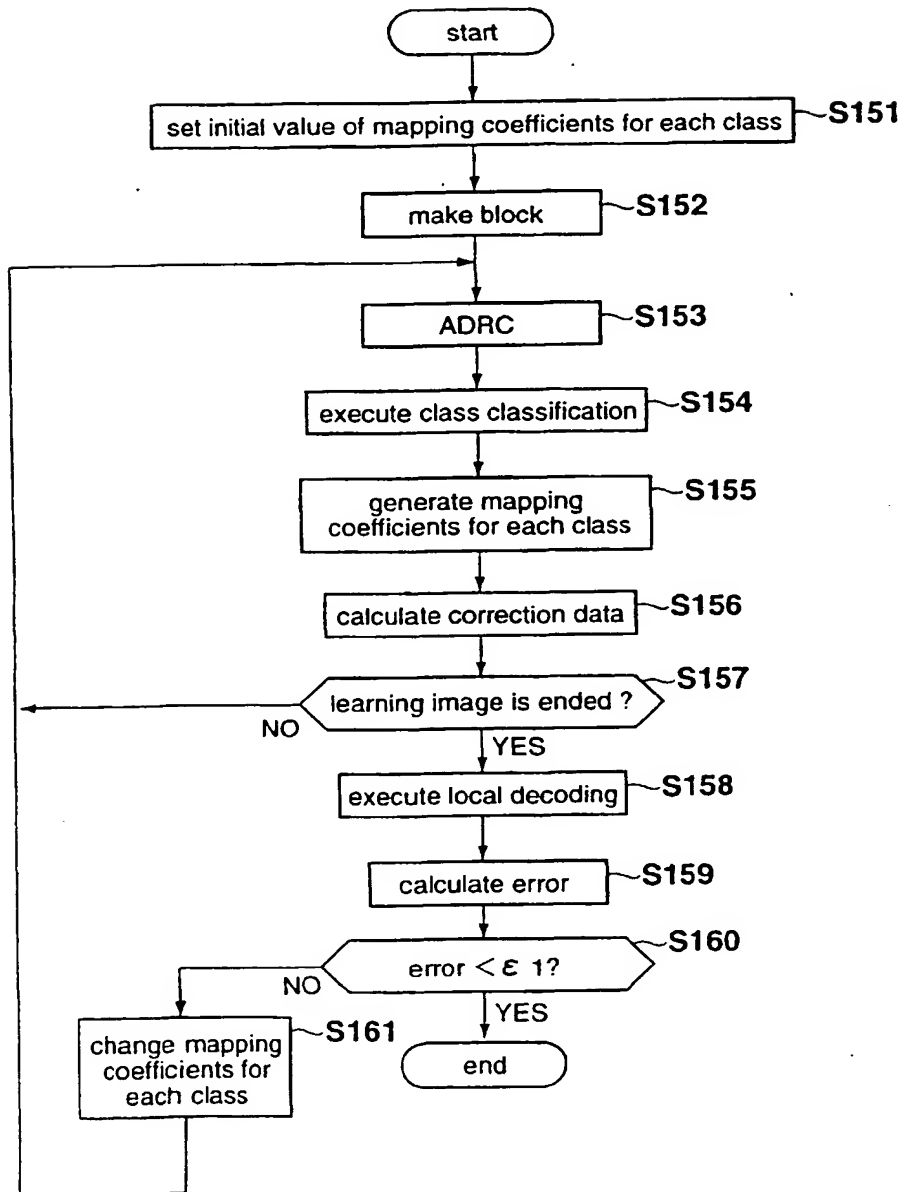 start
set initial value of mapping coefficients for each class
S151
make block
S152
ADRC
S153
execute class classification
S154
generate mapping
coefficients for each class
S155
calculate correction data
S156
learning image is ended ?
S157
NO
YES
execute local decoding
S158
calculate error
S159
error < ε 1?
S160
NO
YES
change mapping
coefficients for
each class
S161
end